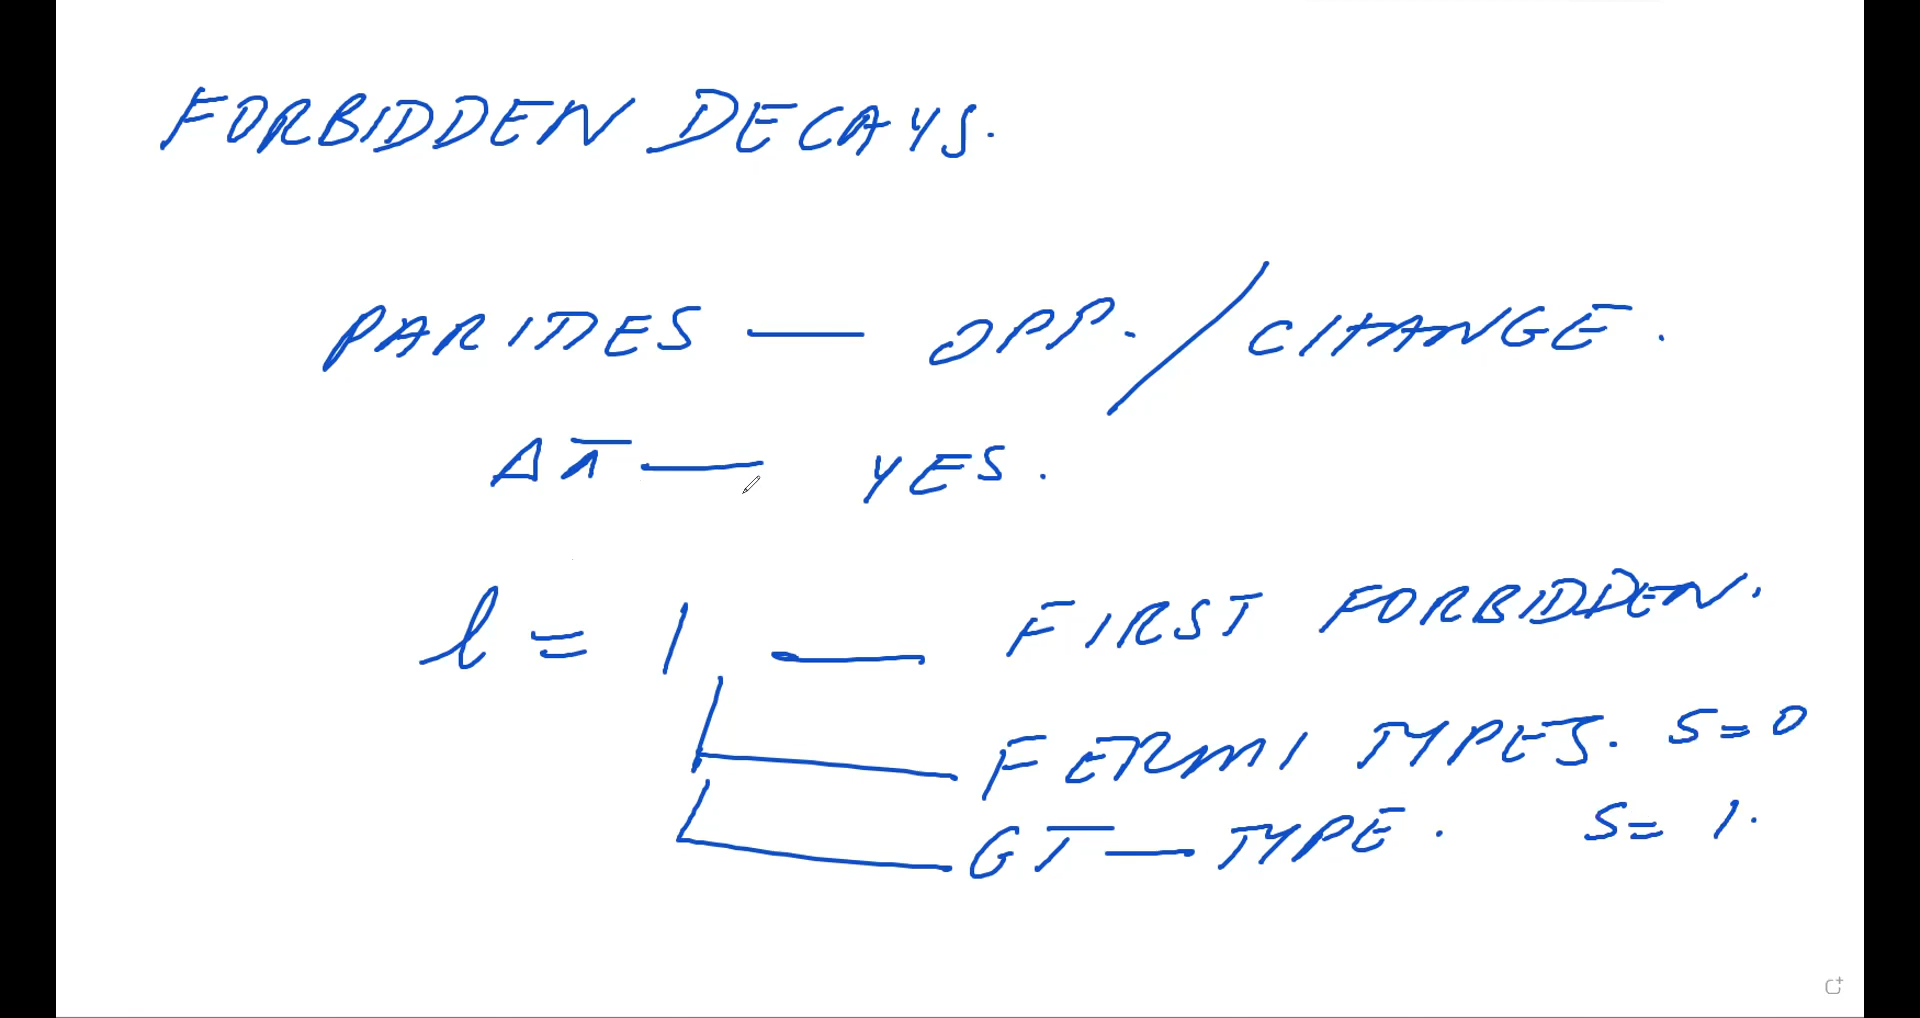 FORBIDDEN DECAYS.
PARITIES — OPP. / CHANGE.
Δπ — YES.
l = 1 — FIRST FORBIDDEN.
FERMI TYPES. S=0
GT — TYPE. S= 1.